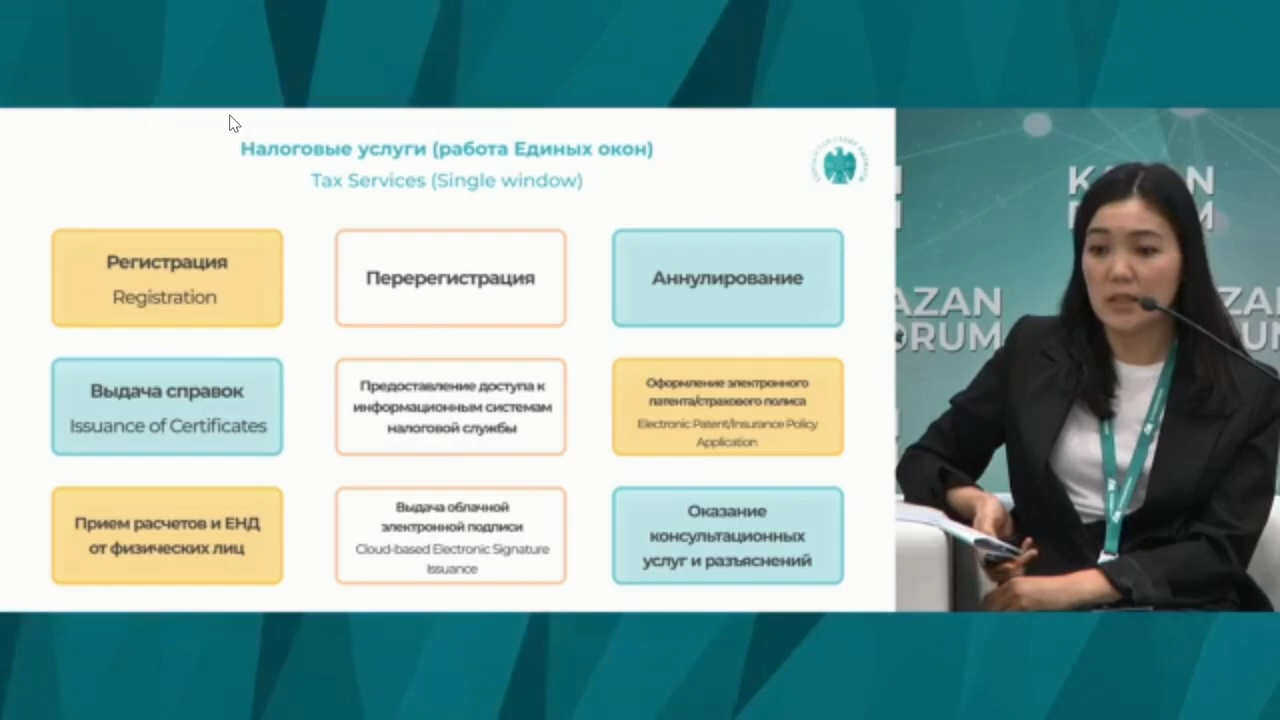 Налоговые услуги (работа Единых окон)
Tax Services (Single window)
Регистрация
Registration
Перерегистрация
Аннулирование
Выдача справок
Issuance of Certificates
Предоставление доступа к
информационным системам
налоговой службы
Оформление электронного
патента/страхового полиса
Electronic Patent/Insurance Policy
Application
Прием расчетов и ЕНД
от физических лиц
Выдача облачной
электронной подписи
Cloud-based Electronic Signature
Issuance
Оказание
консультационных
услуг и разъяснений
AZAN
ORUM